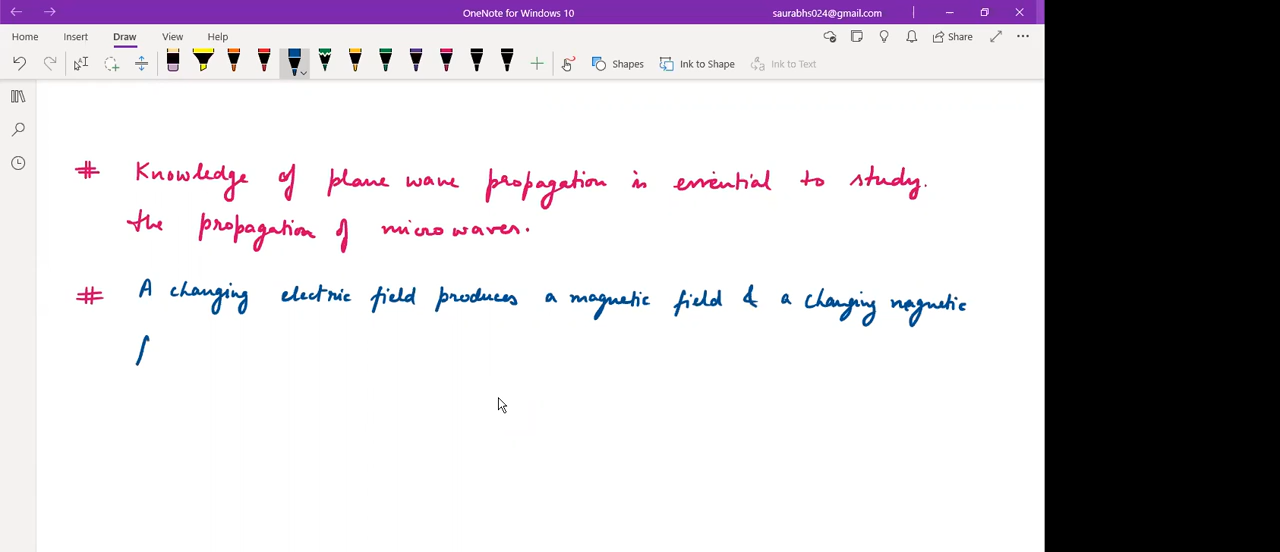 OneNote for Windows 10
saurabhs024@gmail.com
Home Insert Draw View Help
Share
Shapes Ink to Shape Ink to Text
# Knowledge of plane wave propagation is essential to study.
the propagation of microwaves.
# A changing electric field produces a magnetic field & a changing magnetic